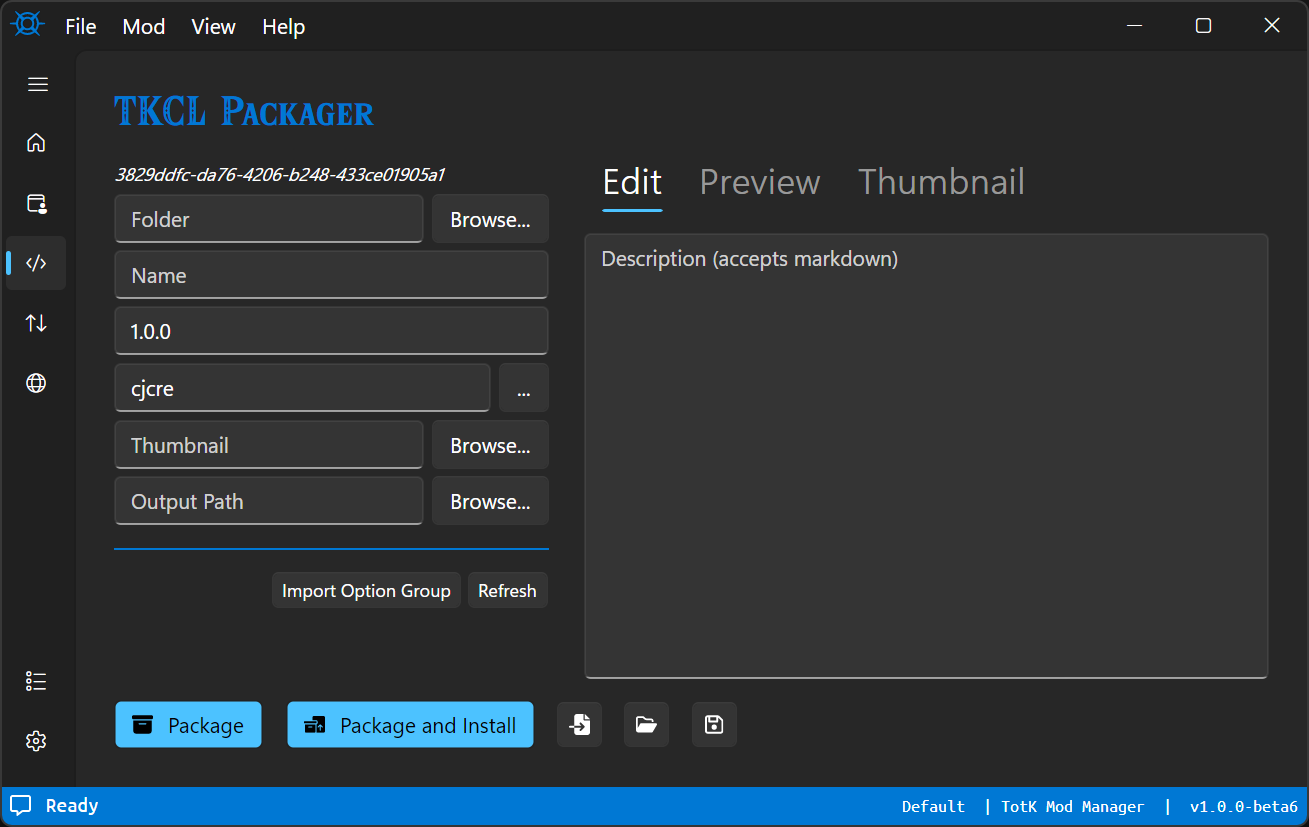 File Mod View Help
TKCL Packager
3829ddfc-da76-4206-b248-433ce01905a1
Folder Browse...
Name
1.0.0
cjcre ...
Thumbnail Browse...
Output Path Browse...
Import Option Group Refresh
Edit Preview Thumbnail
Description (accepts markdown)
Package Package and Install
Ready Default | TotK Mod Manager | v1.0.0-beta6